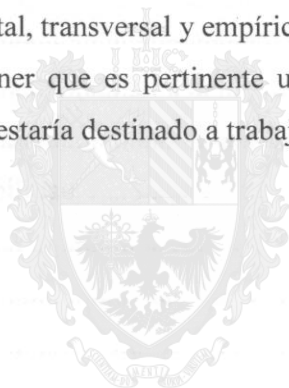 tal, transversal y empíric
ner que es pertinente u
estaría destinado a trabaj